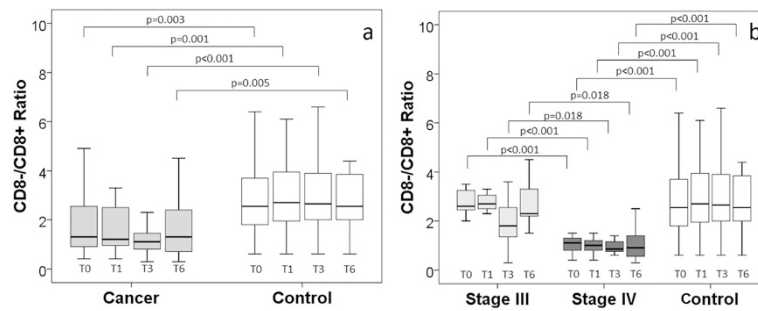 a
p=0.003
p=0.001
p<0.001
p=0.005
CD8-/CD8+ Ratio
10
8
6
4
2
0
T0 T1 T3 T6 T0 T1 T3 T6
Cancer Control
b
p<0.001
p<0.001
p<0.001
p<0.001
p=0.018
p=0.018
p<0.001
p<0.001
CD8-/CD8+ Ratio
10
8
6
4
2
0
T0 T1 T3 T6 T0 T1 T3 T6 T0 T1 T3 T6
Stage III Stage IV Control